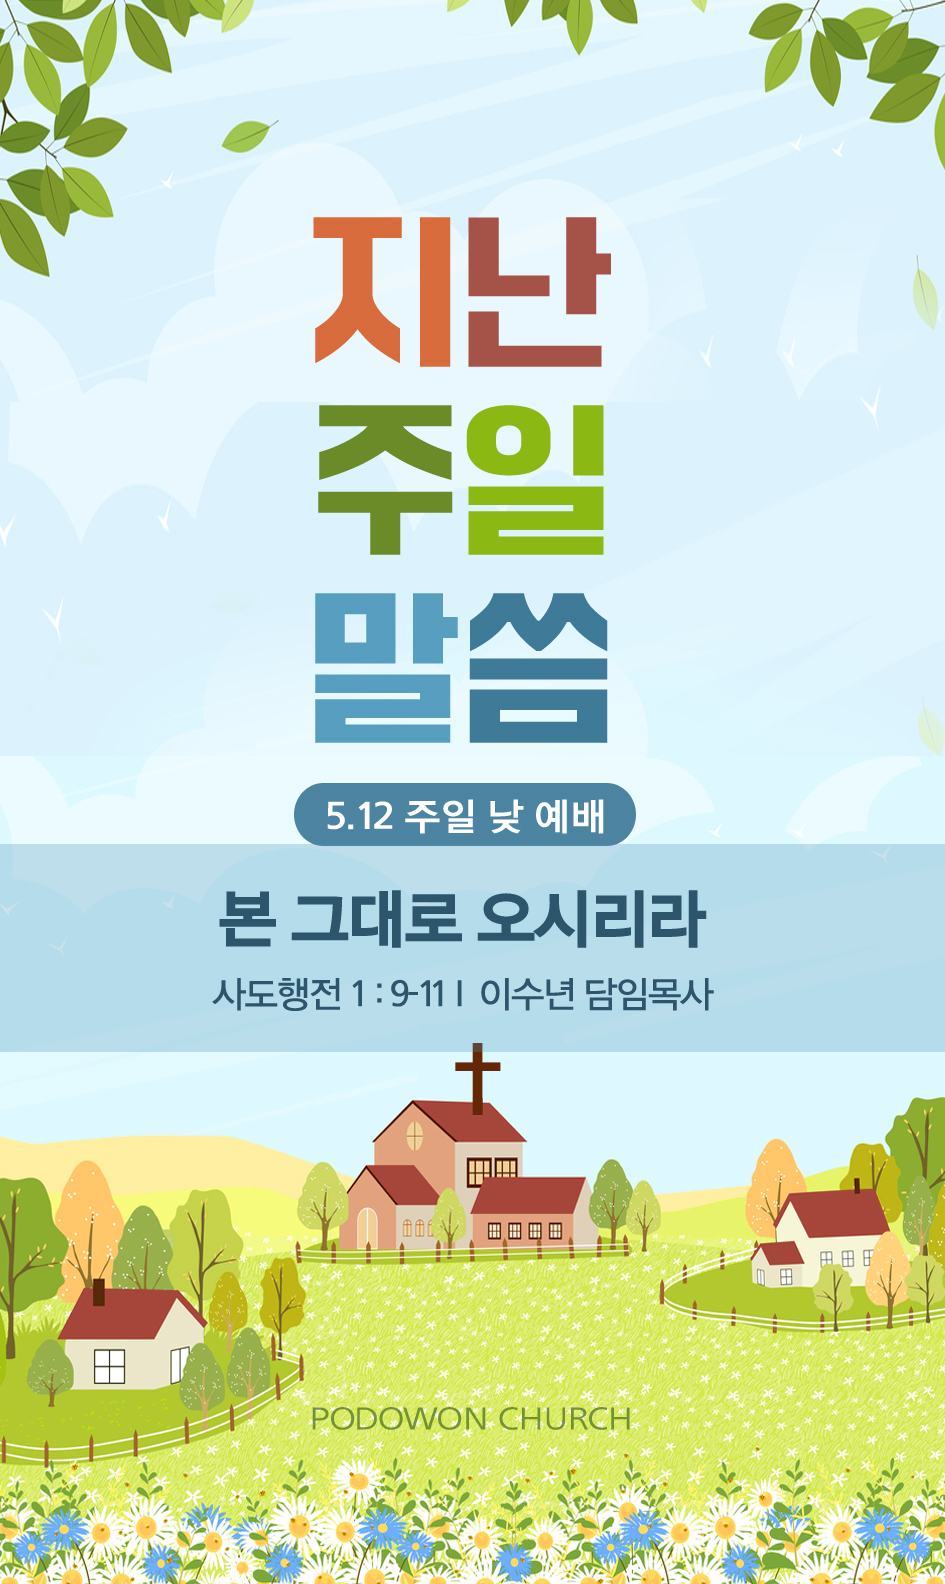 지난
주일
말씀
5.12 주일 낮 예배
본 그대로 오시리라
사도행전 1 : 9-11 I 이수년 담임목사
PODOWON CHURCH